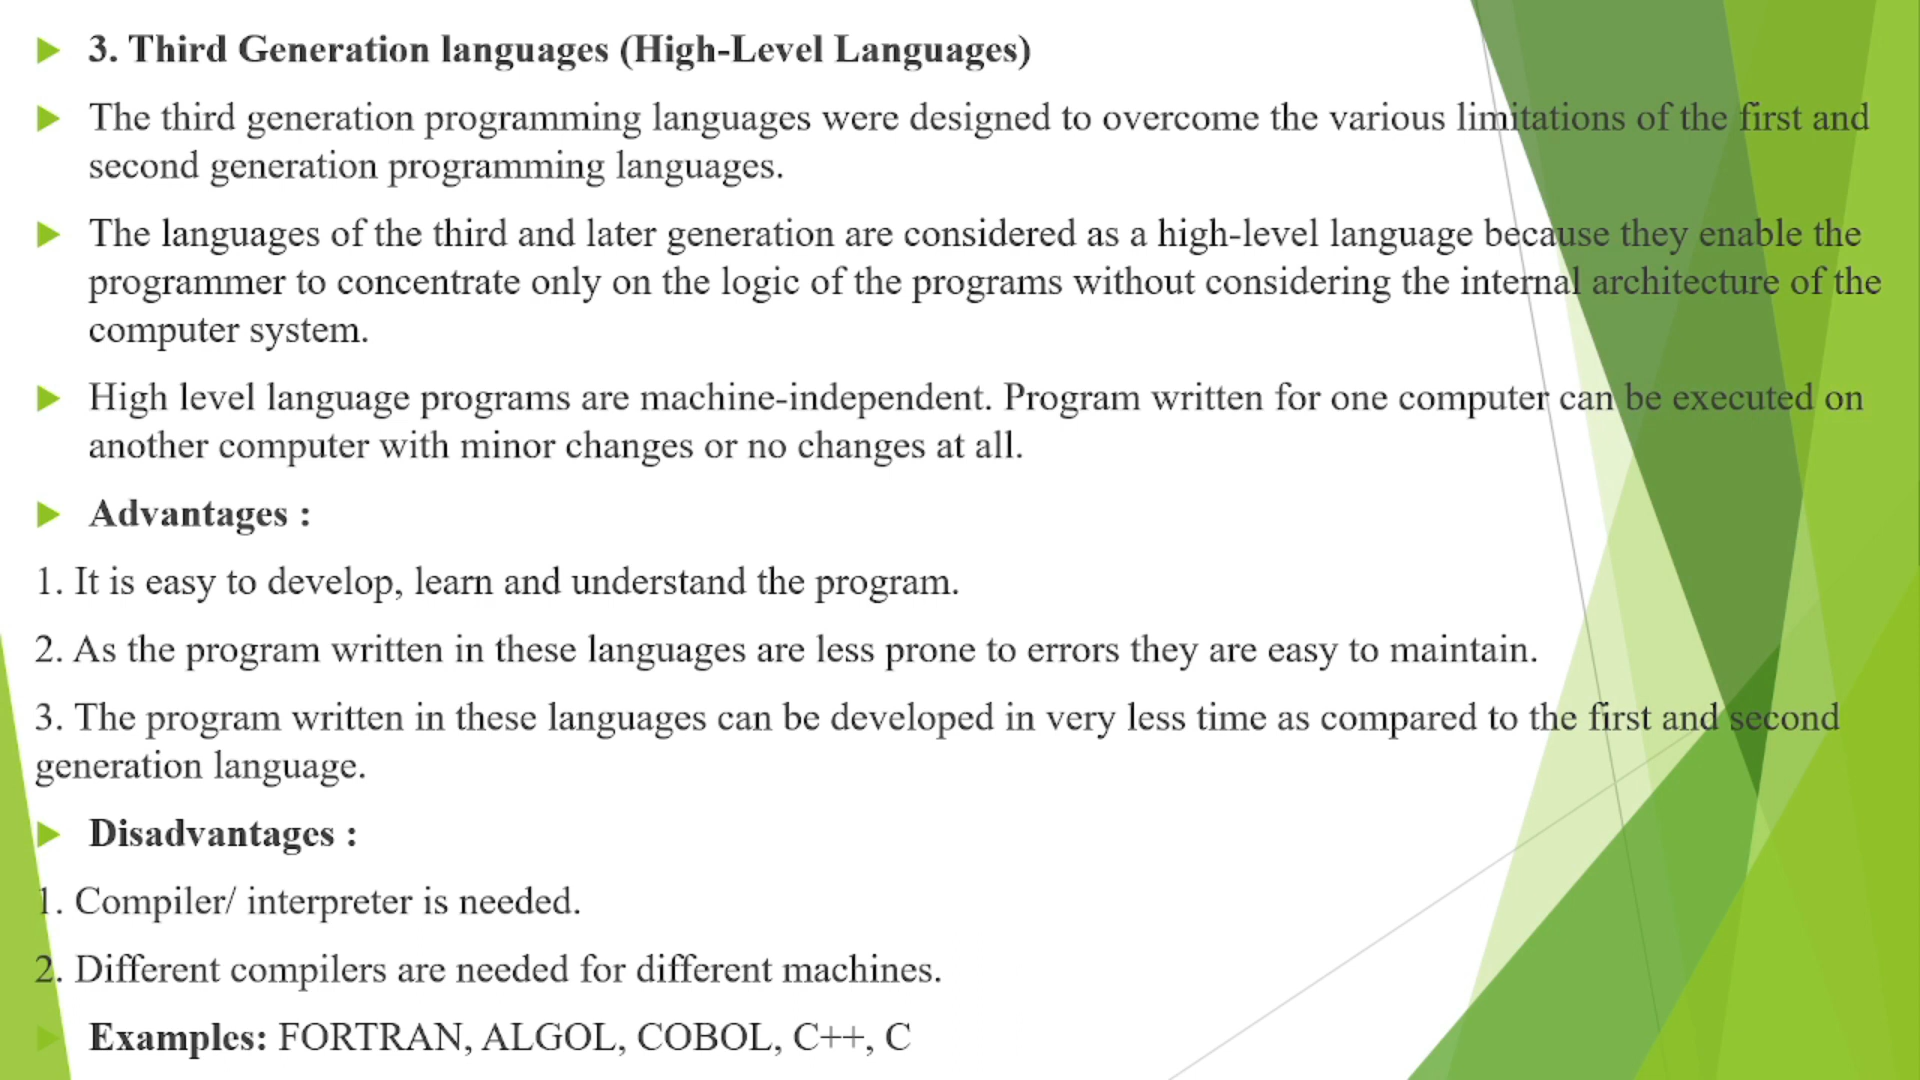 3. Third Generation languages (High-Level Languages)
The third generation programming languages were designed to overcome the various limitations of the first and
second generation programming languages.
The languages of the third and later generation are considered as a high-level language because they enable the
programmer to concentrate only on the logic of the programs without considering the internal architecture of the
computer system.
High level language programs are machine-independent. Program written for one computer can be executed on
another computer with minor changes or no changes at all.
Advantages :
1. It is easy to develop, learn and understand the program.
2. As the program written in these languages are less prone to errors they are easy to maintain.
3. The program written in these languages can be developed in very less time as compared to the first and second
generation language.
Disadvantages :
1. Compiler/ interpreter is needed.
2. Different compilers are needed for different machines.
Examples: FORTRAN, ALGOL, COBOL, C++, C